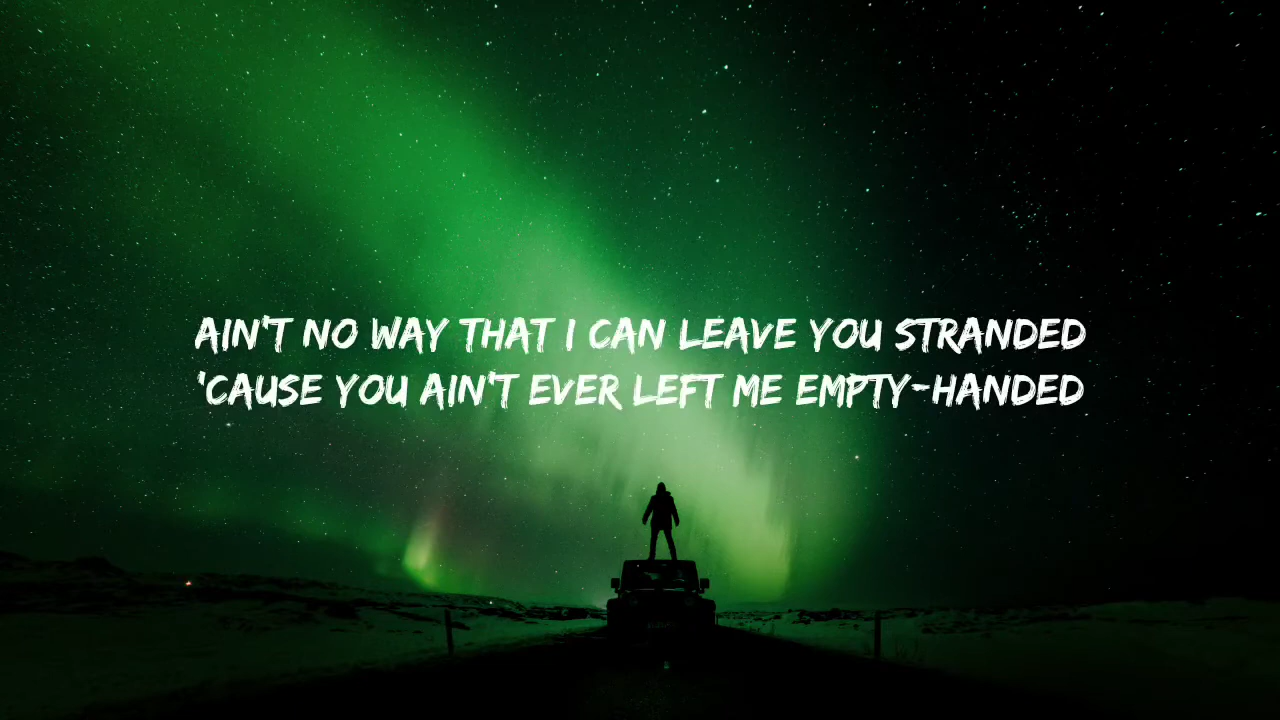 AIN'T NO WAY THAT I CAN LEAVE YOU STRANDED
'CAUSE YOU AIN'T EVER LEFT ME EMPTY-HANDED